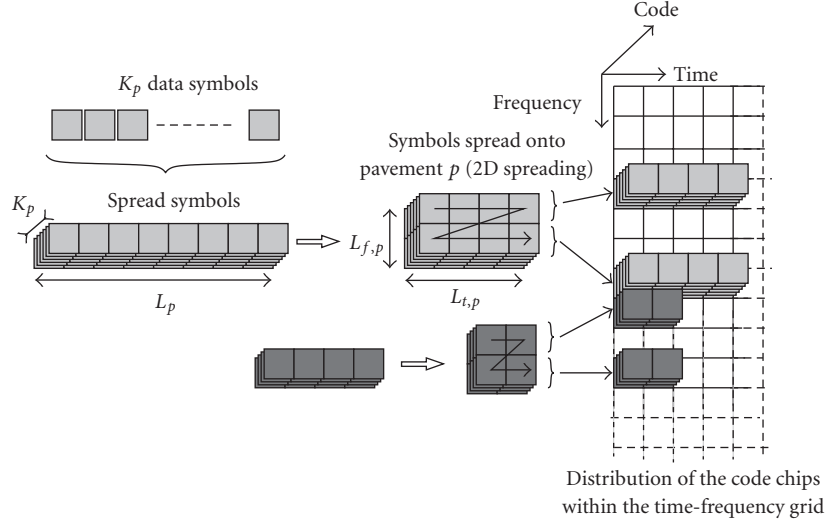 Code
Time
Frequency
K_p data symbols
Symbols spread onto
pavement p (2D spreading)
K_p
Spread symbols
L_{f,p}
L_p
L_{t,p}
Distribution of the code chips
within the time-frequency grid